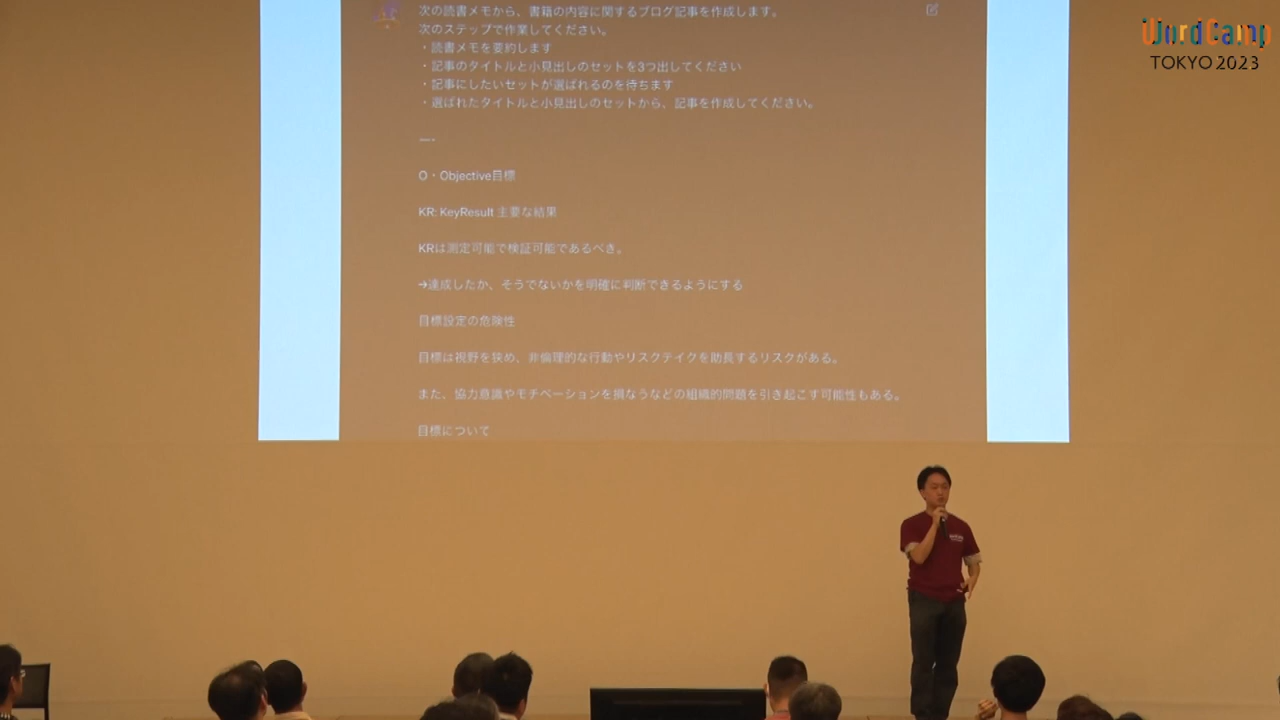 次の読書メモから、書籍の内容に関するブログ記事を作成します。
次のステップで作業してください。
・読書メモを要約します
・記事のタイトルと小見出しのセットを3つ出してください
・記事にしたいセットが選ばれるのを待ちます
・選ばれたタイトルと小見出しのセットから、記事を作成してください。
—-
O・Objective目標
KR: KeyResult 主要な結果
KRは測定可能で検証可能であるべき。
→達成したか、そうでないかを明確に判断できるようにする
目標設定の危険性
目標は視野を狭め、非倫理的な行動やリスクテイクを助長するリスクがある。
また、協力意識やモチベーションを損なうなどの組織的問題を引き起こす可能性もある。
目標について
WordCamp
TOKYO 2023